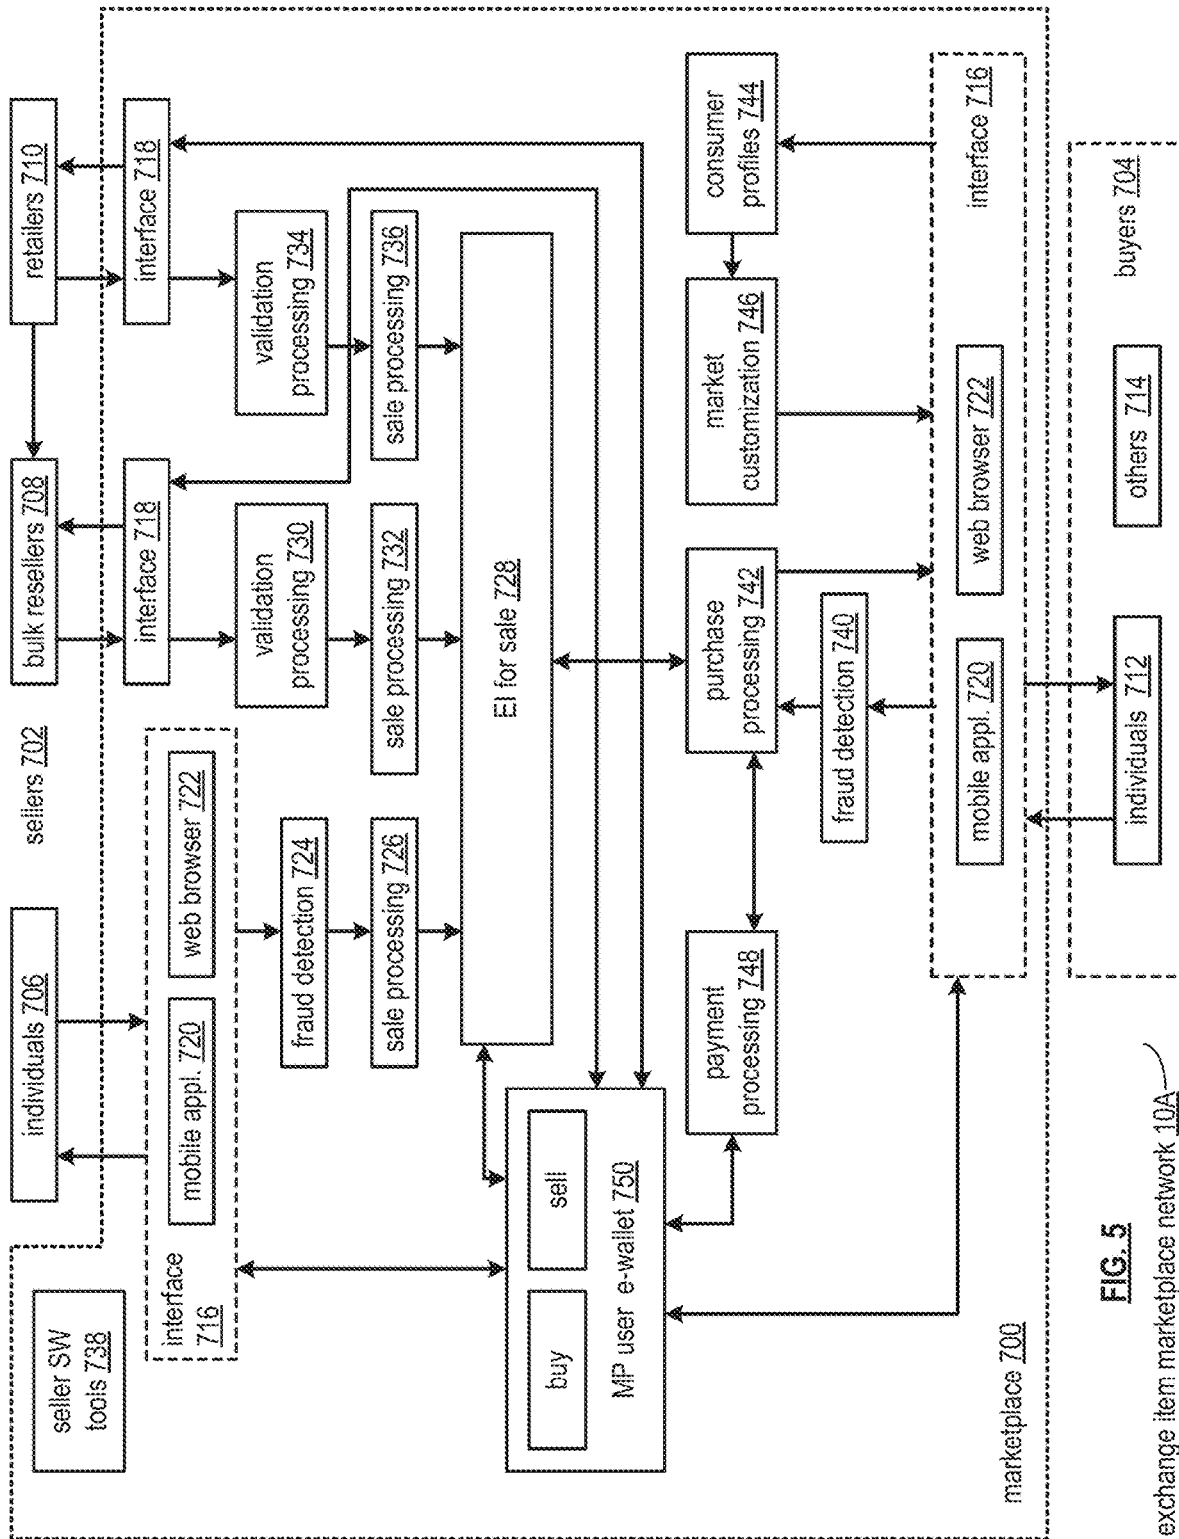 seller SW
tools 738
individuals 706
sellers 702
bulk resellers 708
retailers 710
interface
716
mobile appl. 720
web browser 722
interface 718
interface 718
fraud detection 724
validation
processing 730
validation
processing 734
sale processing 726
sale processing 732
sale processing 736
EI for sale 728
buy
sell
MP user e-wallet 750
payment
processing 748
purchase
processing 742
market
customization 746
consumer
profiles 744
fraud detection 740
mobile appl. 720
web browser 722
interface 716
marketplace 700
individuals 712
others 714
buyers 704
FIG. 5
exchange item marketplace network 10A